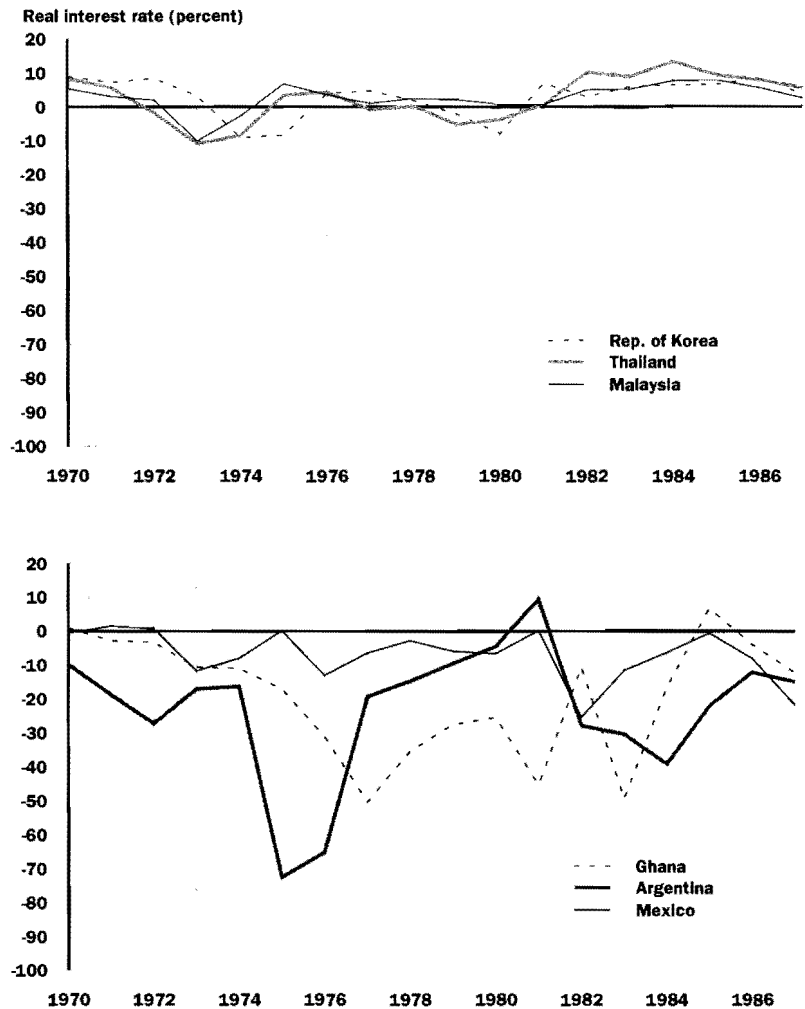 Real interest rate (percent)
20
10
0
-10
-20
-30
-40
-50
-60
-70
-80
-90
-100
Rep. of Korea
Thailand
Malaysia
1970 1972 1974 1976 1978 1980 1982 1984 1986
20
10
0
-10
-20
-30
-40
-50
-60
-70
-80
-90
-100
Ghana
Argentina
Mexico
1970 1972 1974 1976 1978 1980 1982 1984 1986